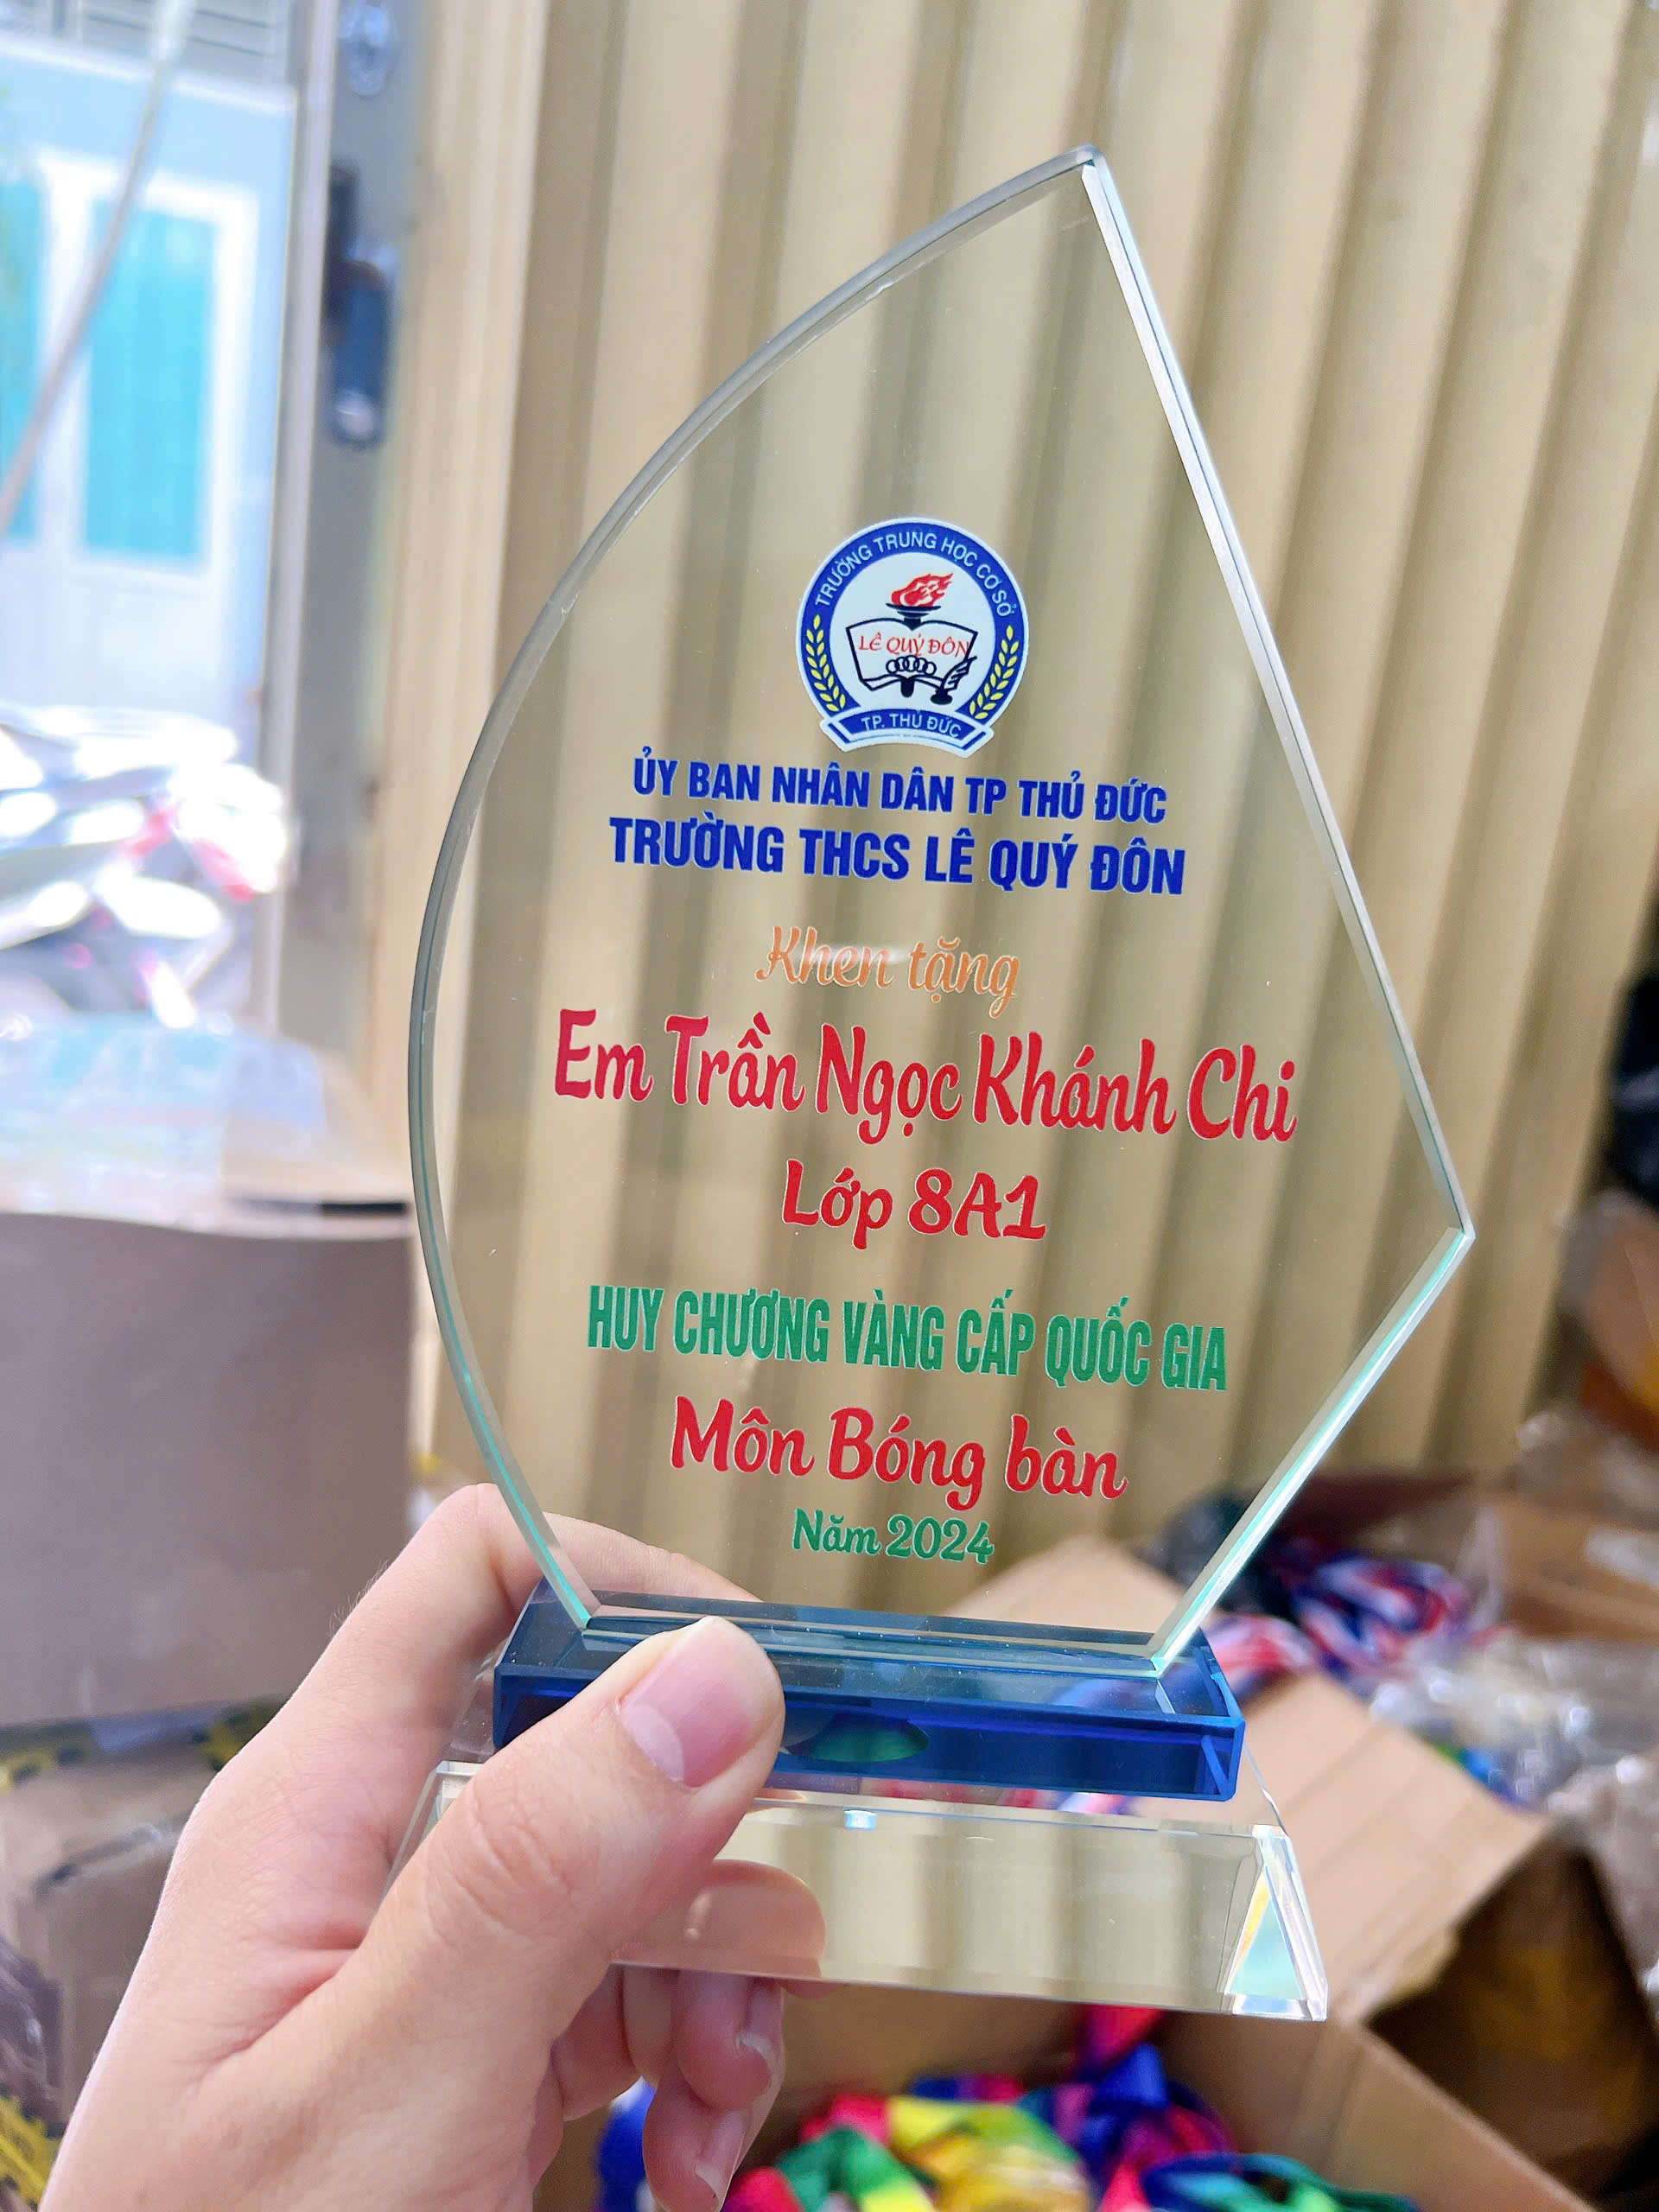 TRƯỜNG TRUNG HỌC CƠ SỞ
LÊ QUÝ ĐÔN
TP. THỦ ĐỨC
ỦY BAN NHÂN DÂN TP THỦ ĐỨC
TRƯỜNG THCS LÊ QUÝ ĐÔN
Khen tặng
Em Trần Ngọc Khánh Chi
Lớp 8A1
HUY CHƯƠNG VÀNG CẤP QUỐC GIA
Môn Bóng bàn
Năm 2024